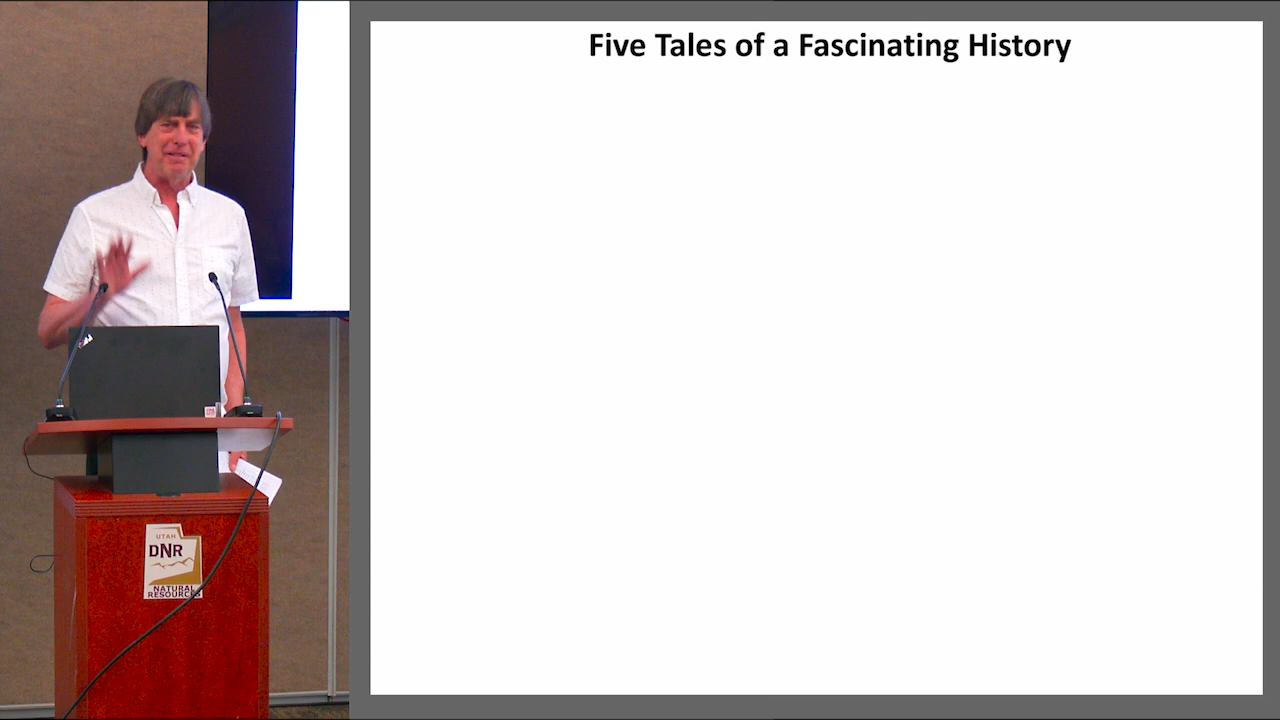 Five Tales of a Fascinating History
UTAH
DNR
NATURAL
RESOURCES